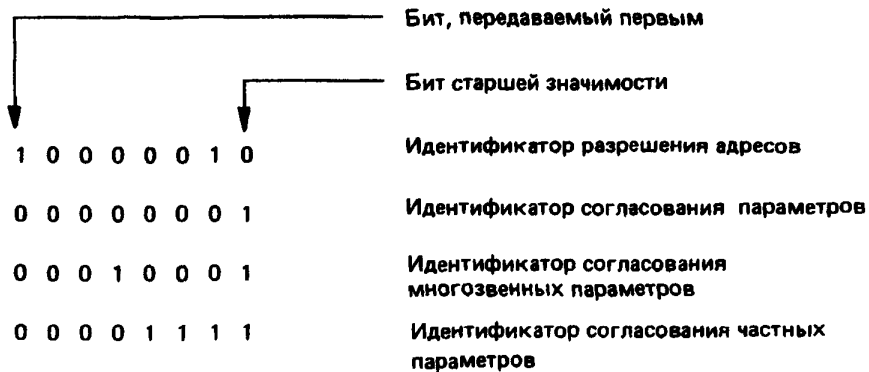 Бит, передаваемый первым
Бит старшей значимости
1 0 0 0 0 0 1 0 Идентификатор разрешения адресов
0 0 0 0 0 0 0 1 Идентификатор согласования параметров
0 0 0 1 0 0 0 1 Идентификатор согласования
многозвенных параметров
0 0 0 0 1 1 1 1 Идентификатор согласования частных
параметров